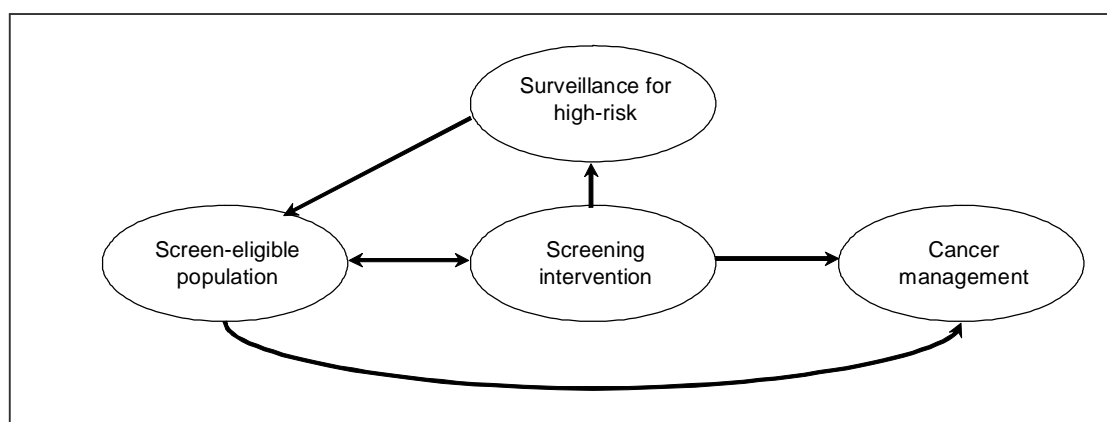 Surveillance for
high-risk
Screen-eligible
population
Screening
intervention
Cancer
management